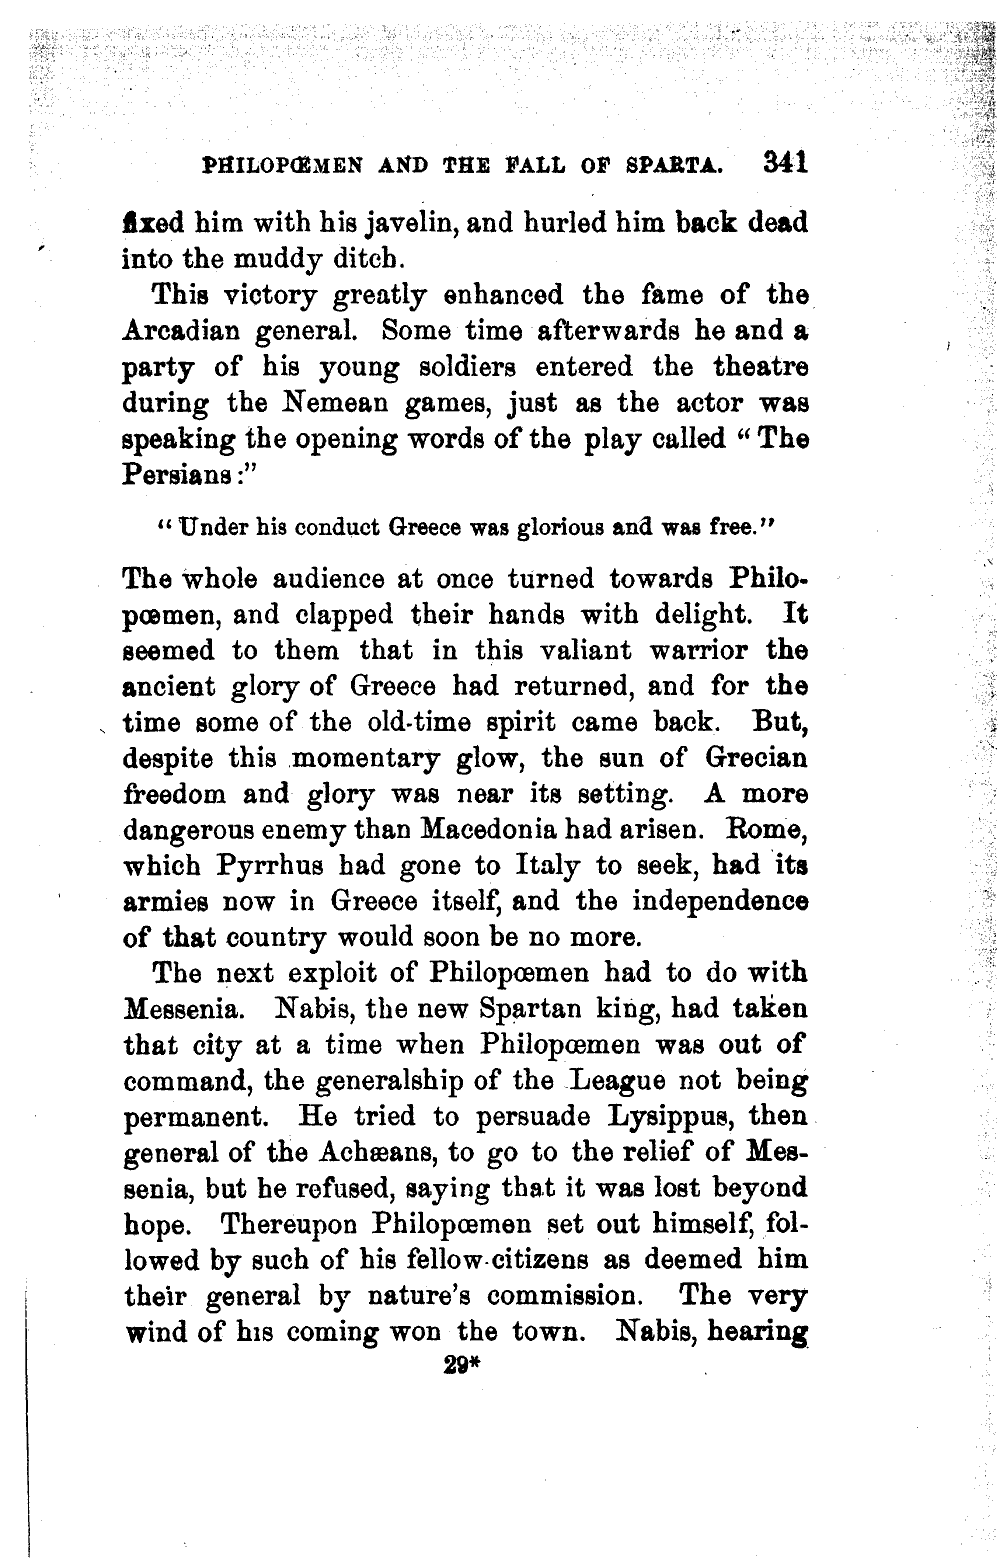 PHILOPŒMEN AND THE FALL OF SPARTA. 341
fixed him with his javelin, and hurled him back dead
into the muddy ditch.
This victory greatly enhanced the fame of the
Arcadian general. Some time afterwards he and a
party of his young soldiers entered the theatre
during the Nemean games, just as the actor was
speaking the opening words of the play called “The
Persians:”
“Under his conduct Greece was glorious and was free.”
The whole audience at once turned towards Philo-
pœmen, and clapped their hands with delight. It
seemed to them that in this valiant warrior the
ancient glory of Greece had returned, and for the
time some of the old-time spirit came back. But,
despite this momentary glow, the sun of Grecian
freedom and glory was near its setting. A more
dangerous enemy than Macedonia had arisen. Rome,
which Pyrrhus had gone to Italy to seek, had its
armies now in Greece itself, and the independence
of that country would soon be no more.
The next exploit of Philopœmen had to do with
Messenia. Nabis, the new Spartan king, had taken
that city at a time when Philopœmen was out of
command, the generalship of the League not being
permanent. He tried to persuade Lysippus, then
general of the Achæans, to go to the relief of Mes-
senia, but he refused, saying that it was lost beyond
hope. Thereupon Philopœmen set out himself, fol-
lowed by such of his fellow-citizens as deemed him
their general by nature's commission. The very
wind of his coming won the town. Nabis, hearing
29*